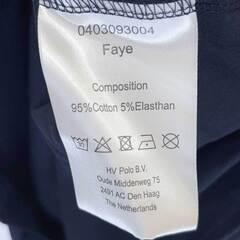 0403093004
Faye
Composition
95%Cotton 5%Elasthan
HV Polo B.V.
Oude Middenweg 75
2491 AC Den Haag
The Netherlands